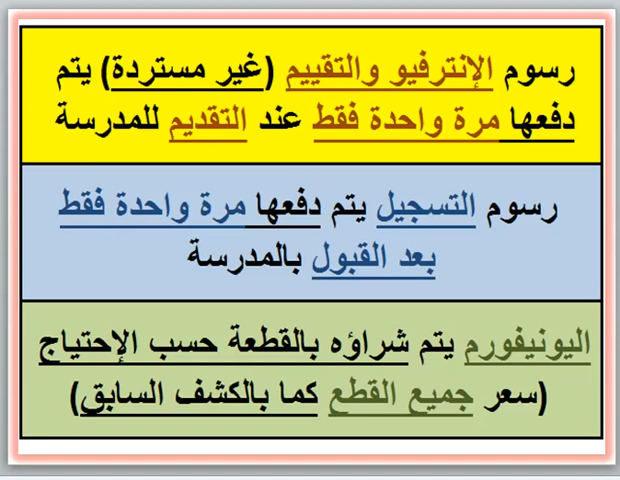 رسوم الإنترفيو والتقييم (غير مستردة) يتم
دفعها مرة واحدة فقط عند التقديم للمدرسة
رسوم التسجيل يتم دفعها مرة واحدة فقط
بعد القبول بالمدرسة
اليونيفورم يتم شراؤه بالقطعة حسب الإحتياج
(سعر جميع القطع كما بالكشف السابق)